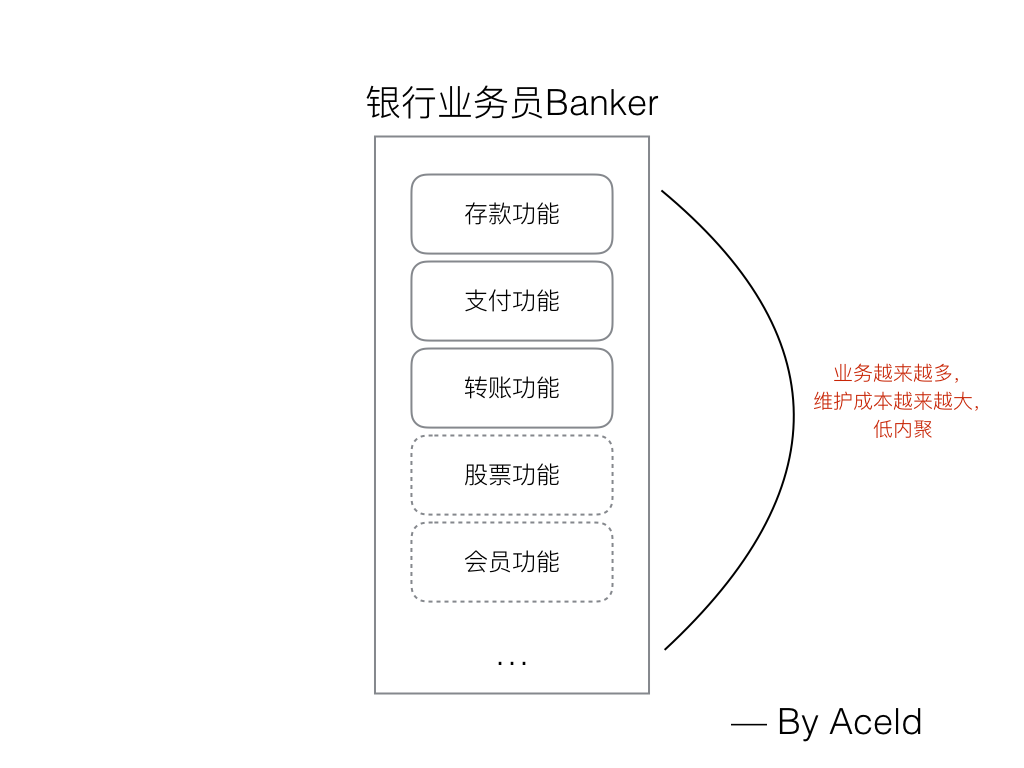 银行业务员Banker
存款功能
支付功能
转账功能
股票功能
会员功能
...
业务越来越多，
维护成本越来越大，
低内聚
— By Aceld